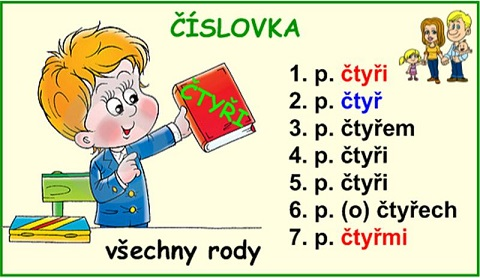 ČÍSLOVKA
ČTYŘI
1. p. čtyři
2. p. čtyř
3. p. čtyřem
4. p. čtyři
5. p. čtyři
6. p. (o) čtyřech
7. p. čtyřmi
všechny rody